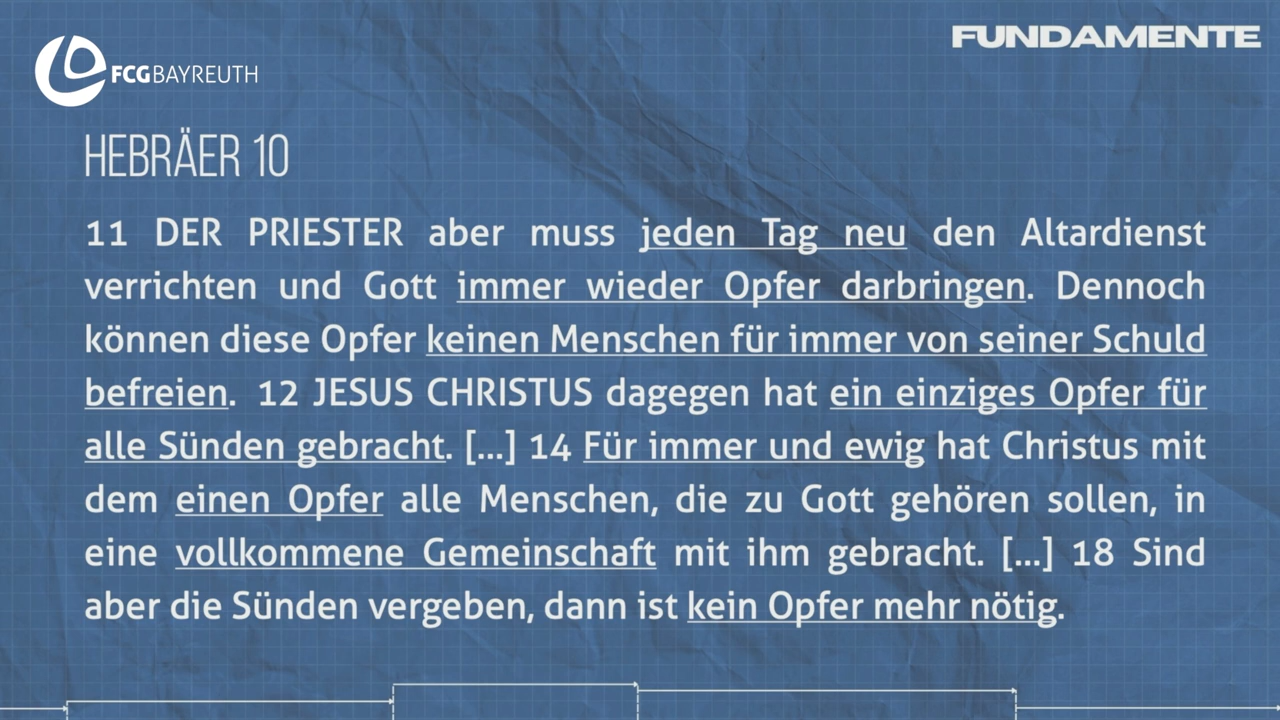 FCGBAYREUTH
FUNDAMENTE
HEBRÄER 10
11 DER PRIESTER aber muss jeden Tag neu den Altardienst
verrichten und Gott immer wieder Opfer darbringen. Dennoch
können diese Opfer keinen Menschen für immer von seiner Schuld
befreien. 12 JESUS CHRISTUS dagegen hat ein einziges Opfer für
alle Sünden gebracht. [...] 14 Für immer und ewig hat Christus mit
dem einen Opfer alle Menschen, die zu Gott gehören sollen, in
eine vollkommene Gemeinschaft mit ihm gebracht. [...] 18 Sind
aber die Sünden vergeben, dann ist kein Opfer mehr nötig.